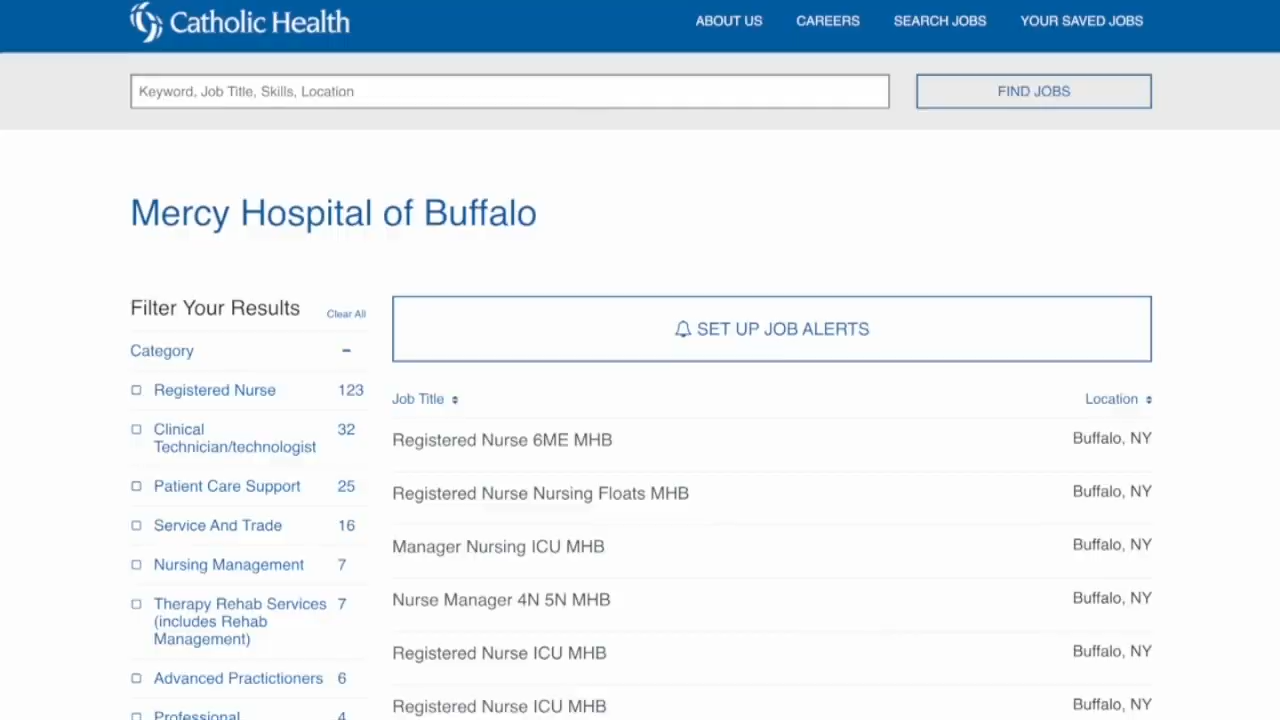 Catholic Health
ABOUT US CAREERS SEARCH JOBS YOUR SAVED JOBS
Keyword, Job Title, Skills, Location
FIND JOBS
Mercy Hospital of Buffalo
Filter Your Results Clear All
Category –
Registered Nurse 123
Clinical 32
Technician/technologist
Patient Care Support 25
Service And Trade 16
Nursing Management 7
Therapy Rehab Services 7
(includes Rehab
Management)
Advanced Practictioners 6
Professional 4
SET UP JOB ALERTS
Job Title Location
Registered Nurse 6ME MHB Buffalo, NY
Registered Nurse Nursing Floats MHB Buffalo, NY
Manager Nursing ICU MHB Buffalo, NY
Nurse Manager 4N 5N MHB Buffalo, NY
Registered Nurse ICU MHB Buffalo, NY
Registered Nurse ICU MHB Buffalo, NY